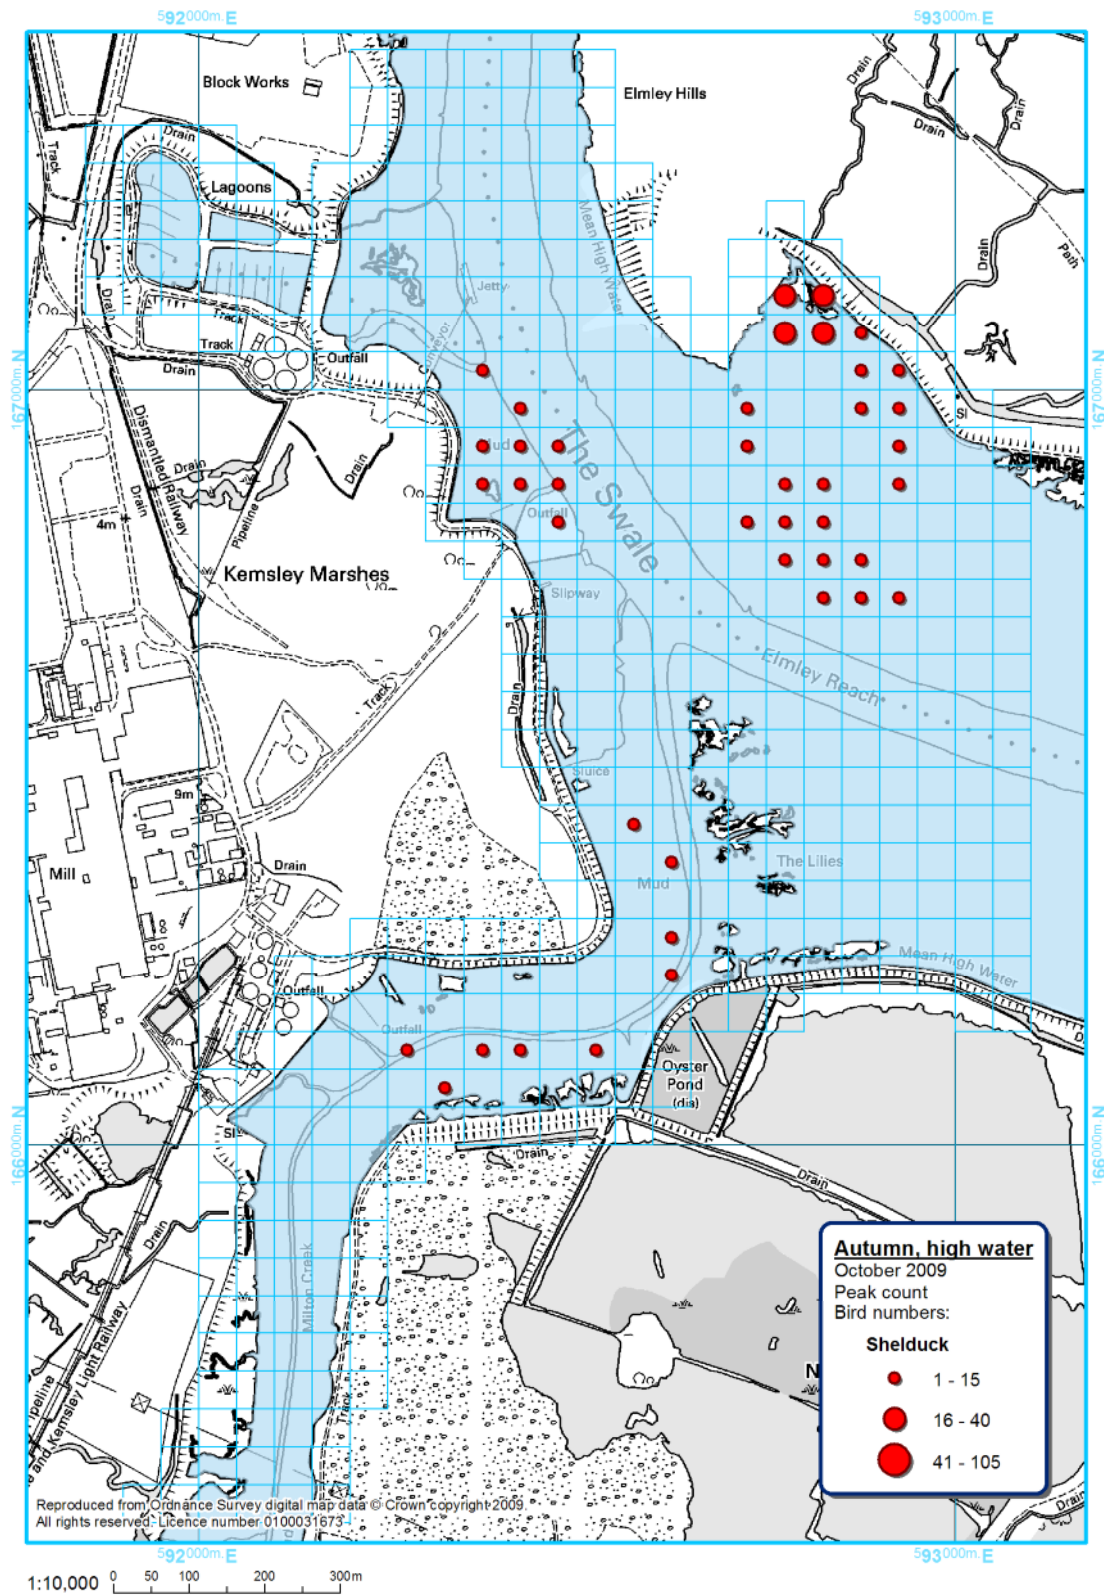 592000m.E
593000m.E
Block Works
Elmley Hills
Drain
Drain
Drain
Track
Drain
Lagoons
Mean High Water
Drain
Path
Jetty
Drain
Track
Track
Conveyor
Outfall
Drain
167000m.N
167000m.N
Sl
Dismantled Railway
Mud
The Swale
Drain
Drain
Drain
4m
Pipeline
Outfall
Kemsley Marshes
Slipway
Elmley Reach
Drain
Track
Sluice
9m
Mill
Drain
The Lilies
Mud
Mean High Water
Outfall
Outfall
Oyster
Pond
(dis)
166000m.N
166000m.N
Sl
Drain
Drain
Drain
Milton Creek
Autumn, high water
October 2009
Peak count
Bird numbers:
Shelduck
1 - 15
16 - 40
41 - 105
N
and Kemsley Light Railway
Track
Drain
Reproduced from Ordnance Survey digital map data © Crown copyright 2009.
All rights reserved. Licence number 0100031673
592000m.E
593000m.E
1:10,000 0 50 100 200 300m